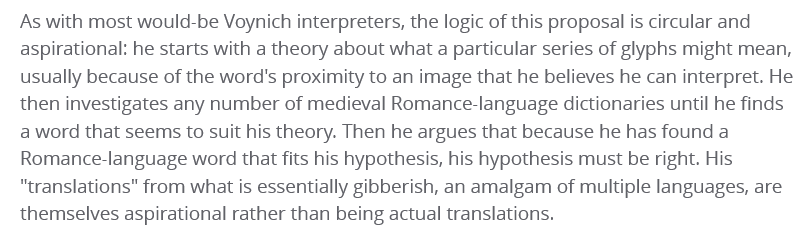 As with most would-be Voynich interpreters, the logic of this proposal is circular and
aspirational: he starts with a theory about what a particular series of glyphs might mean,
usually because of the word's proximity to an image that he believes he can interpret. He
then investigates any number of medieval Romance-language dictionaries until he finds
a word that seems to suit his theory. Then he argues that because he has found a
Romance-language word that fits his hypothesis, his hypothesis must be right. His
"translations" from what is essentially gibberish, an amalgam of multiple languages, are
themselves aspirational rather than being actual translations.